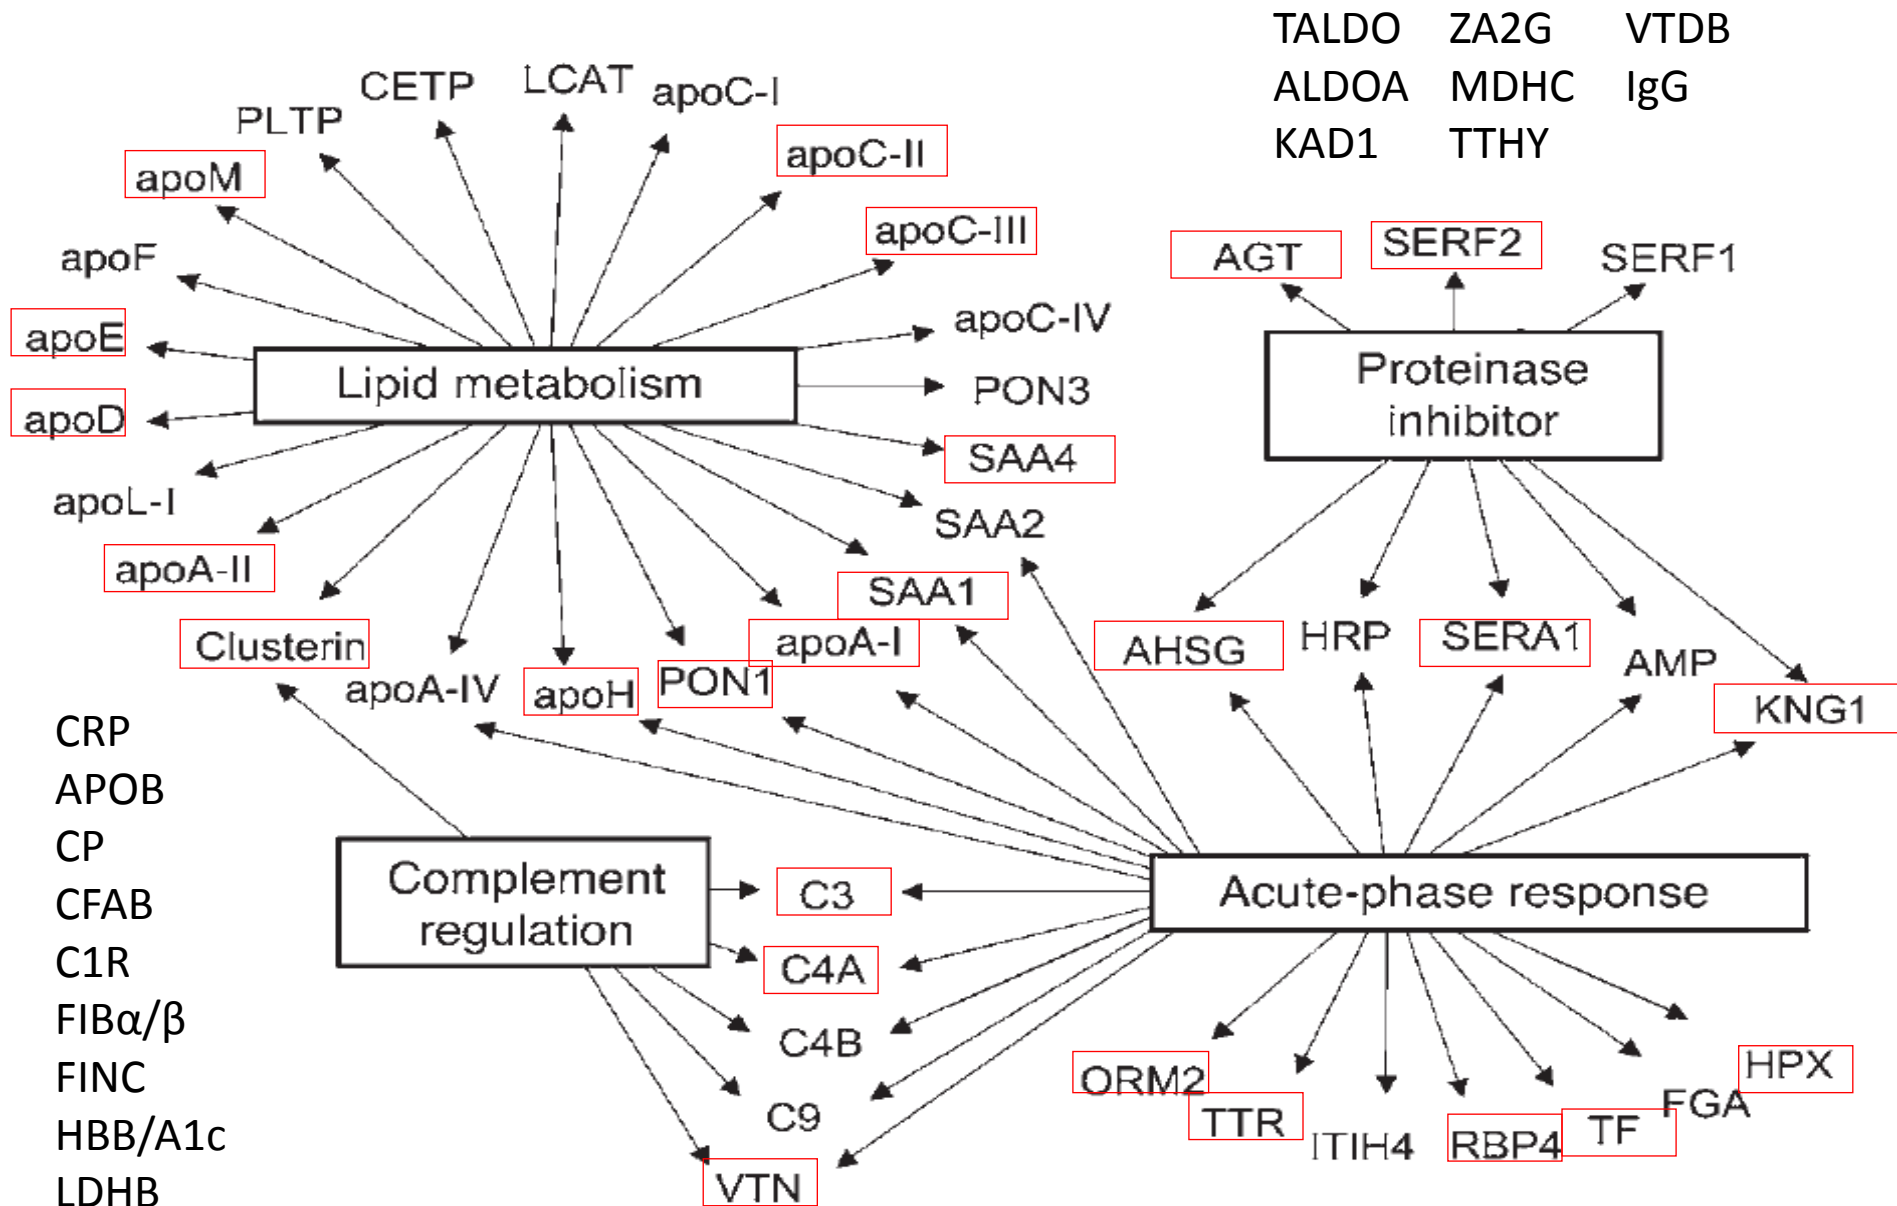 TALDO ZA2G VTDB
ALDOA MDHC IgG
KAD1 TTHY
CETP
LCAT
apoC-I
PLTP
apoC-II
apoM
apoC-III
apoF
apoE
apoC-IV
Lipid metabolism
PON3
apoD
SAA4
apoL-I
SAA2
apoA-II
SAA1
Clusterin
apoA-I
apoA-IV
apoH
PON1
AGT
SERF2
SERF1
Proteinase
inhibitor
AHSG
HRP
SERA1
AMP
KNG1
CRP
APOB
CP
CFAB
C1R
FIBα/β
FINC
HBB/A1c
LDHB
Complement
regulation
C3
C4A
C4B
C9
VTN
Acute-phase response
ORM2
TTR
ITIH4
RBP4
TF
FGA
HPX